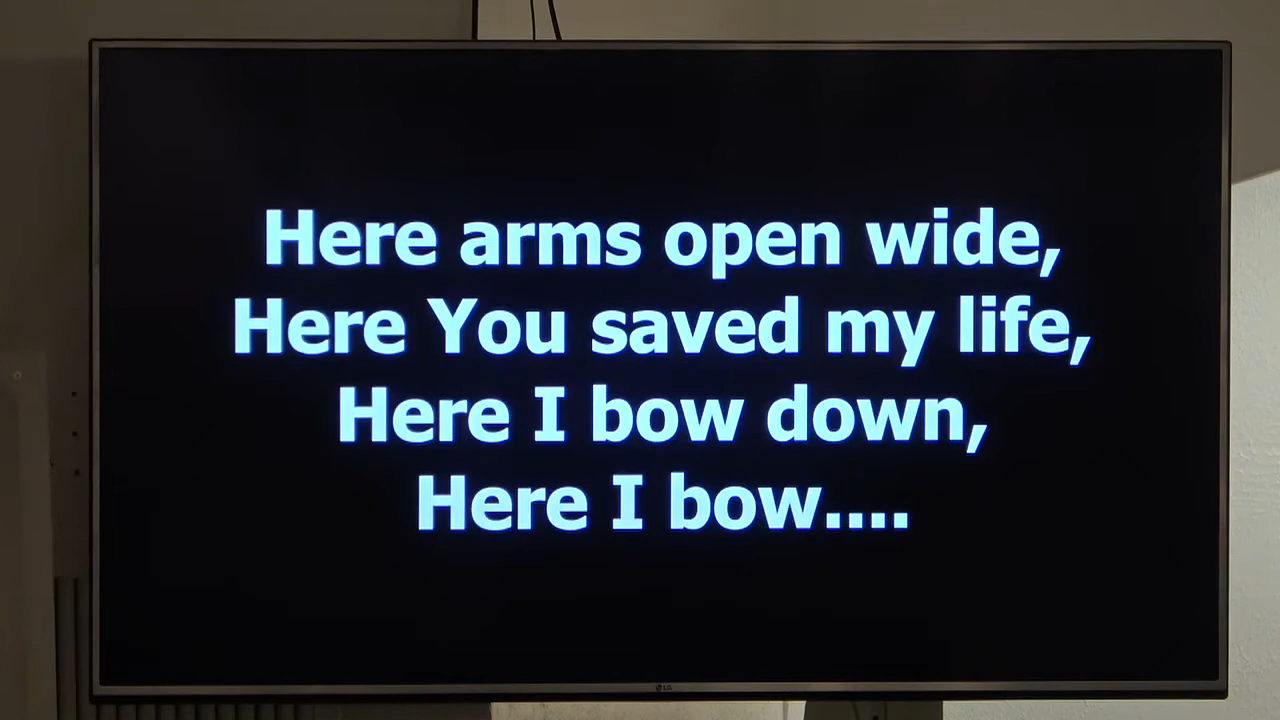 Here arms open wide,
Here You saved my life,
Here I bow down,
Here I bow....
LG